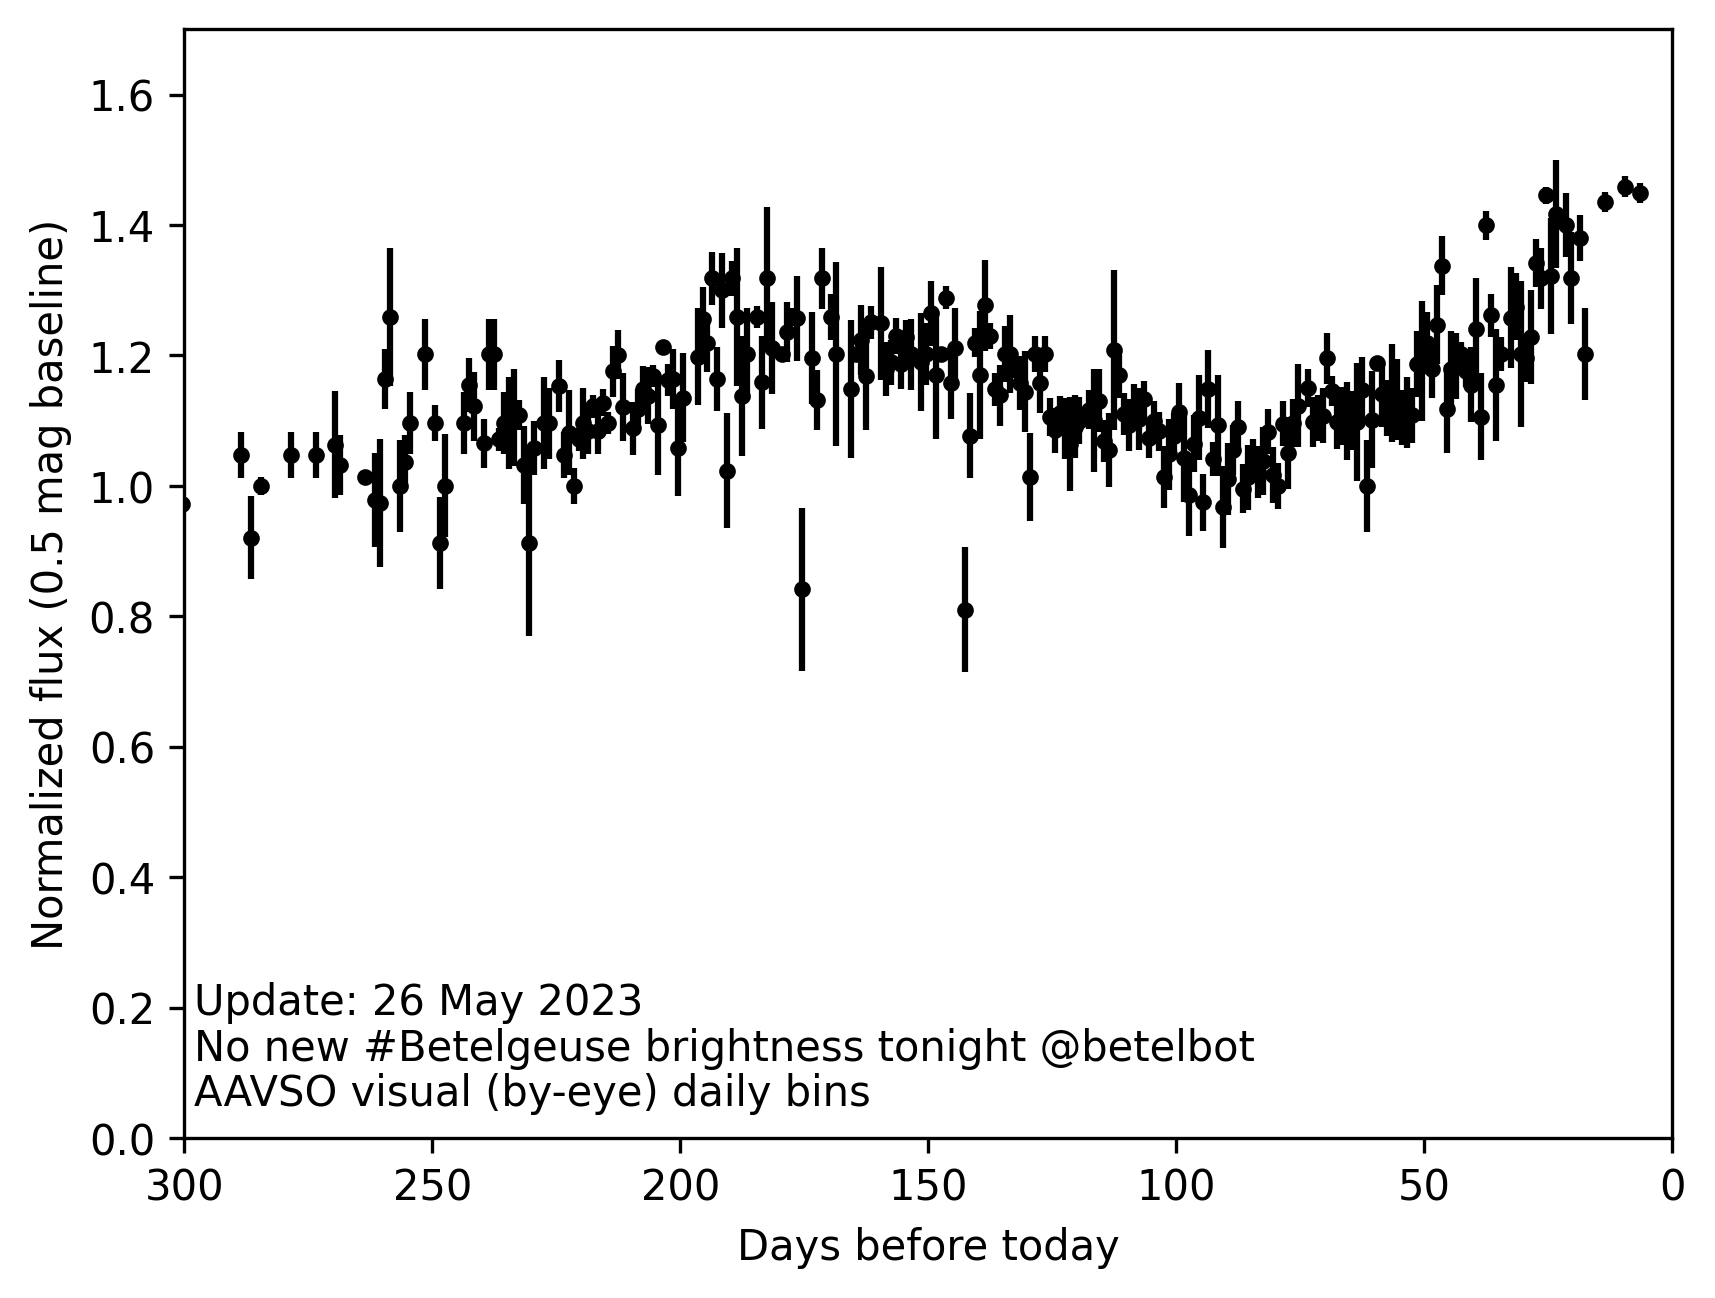 1.6
1.4
1.2
1.0
0.8
0.6
0.4
0.2
0.0
Normalized flux (0.5 mag baseline)
Update: 26 May 2023
No new #Betelgeuse brightness tonight @betelbot
AAVSO visual (by-eye) daily bins
300 250 200 150 100 50 0
Days before today